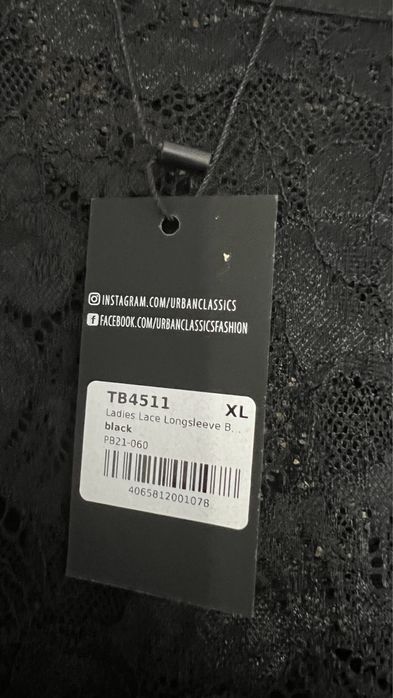 INSTAGRAM.COM/URBANCLASSICS
FACEBOOK.COM/URBANCLASSICSFASHION
TB4511 XL
Ladies Lace Longsleeve B...
black
PB21-060
4065812001078